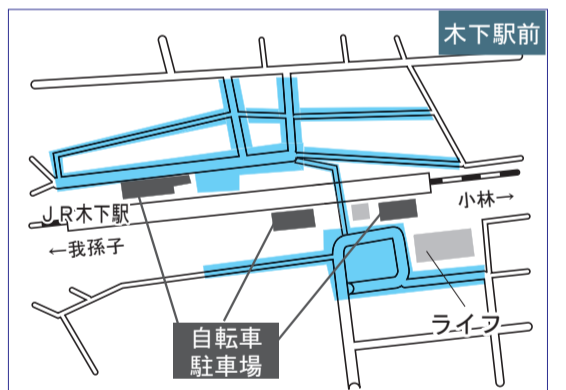 木下駅前
小林→
JR木下駅
←我孫子
ライフ
自転車
駐車場